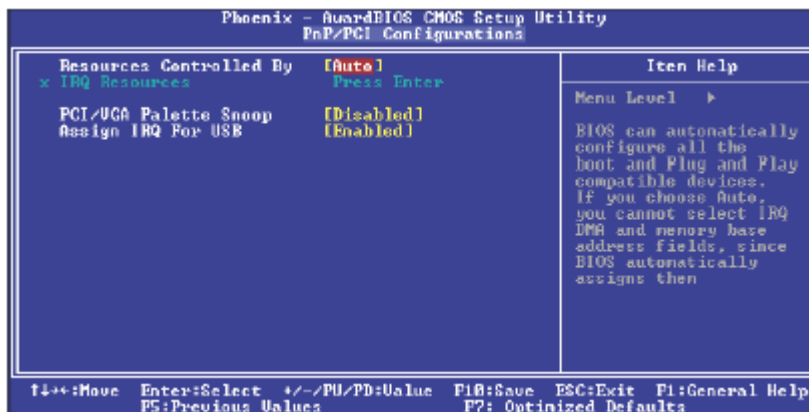 Phoenix - AwardBIOS CMOS Setup Utility
PnP/PCI Configurations
Resources Controlled By [Auto]
x IRQ Resources Press Enter
PCI/VGA Palette Snoop [Disabled]
Assign IRQ For USB [Enabled]
Item Help
Menu Level ►
BIOS can automatically
configure all the
boot and Plug and Play
compatible devices.
If you choose Auto,
you cannot select IRQ
DMA and memory base
address fields, since
BIOS automatically
assigns them
↑↓→←:Move Enter:Select +/-/PU/PD:Value F10:Save ESC:Exit F1:General Help
F5:Previous Values F7: Optimized Defaults